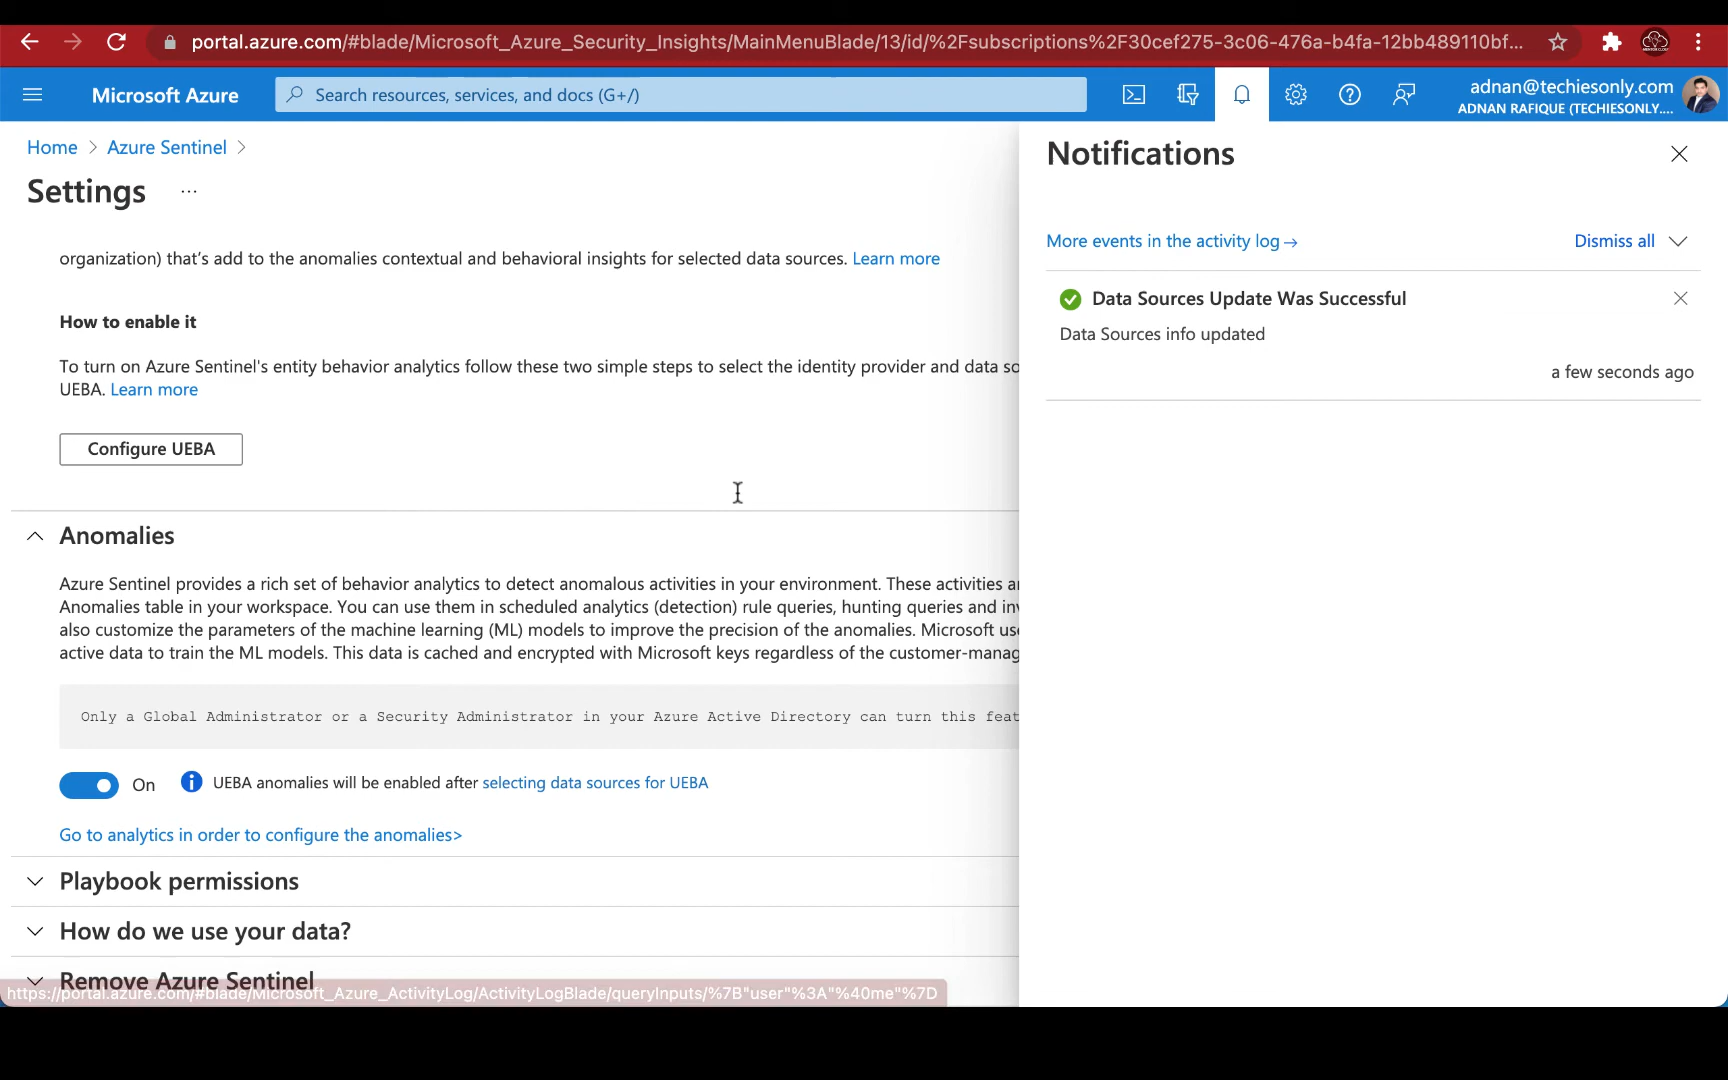 portal.azure.com/#blade/Microsoft_Azure_Security_Insights/MainMenuBlade/13/id/%2Fsubscriptions%2F30cef275-3c06-476a-b4fa-12bb489110bf...
Microsoft Azure
Search resources, services, and docs (G+/)
adnan@techiesonly.com
ADNAN RAFIQUE (TECHIESONLY....
Home > Azure Sentinel >
Settings ...
organization) that's add to the anomalies contextual and behavioral insights for selected data sources. Learn more
How to enable it
To turn on Azure Sentinel's entity behavior analytics follow these two simple steps to select the identity provider and data so
UEBA. Learn more
Configure UEBA
Anomalies
Azure Sentinel provides a rich set of behavior analytics to detect anomalous activities in your environment. These activities a
Anomalies table in your workspace. You can use them in scheduled analytics (detection) rule queries, hunting queries and inv
also customize the parameters of the machine learning (ML) models to improve the precision of the anomalies. Microsoft us
active data to train the ML models. This data is cached and encrypted with Microsoft keys regardless of the customer-manag
Only a Global Administrator or a Security Administrator in your Azure Active Directory can turn this feat
On
UEBA anomalies will be enabled after selecting data sources for UEBA
Go to analytics in order to configure the anomalies>
Playbook permissions
How do we use your data?
Remove Azure Sentinel
https://portal.azure.com/#blade/Microsoft_Azure_ActivityLog/ActivityLogBlade/queryInputs/%7B"user"%3A"%40me"%7D
Notifications
More events in the activity log→
Dismiss all
Data Sources Update Was Successful
Data Sources info updated
a few seconds ago